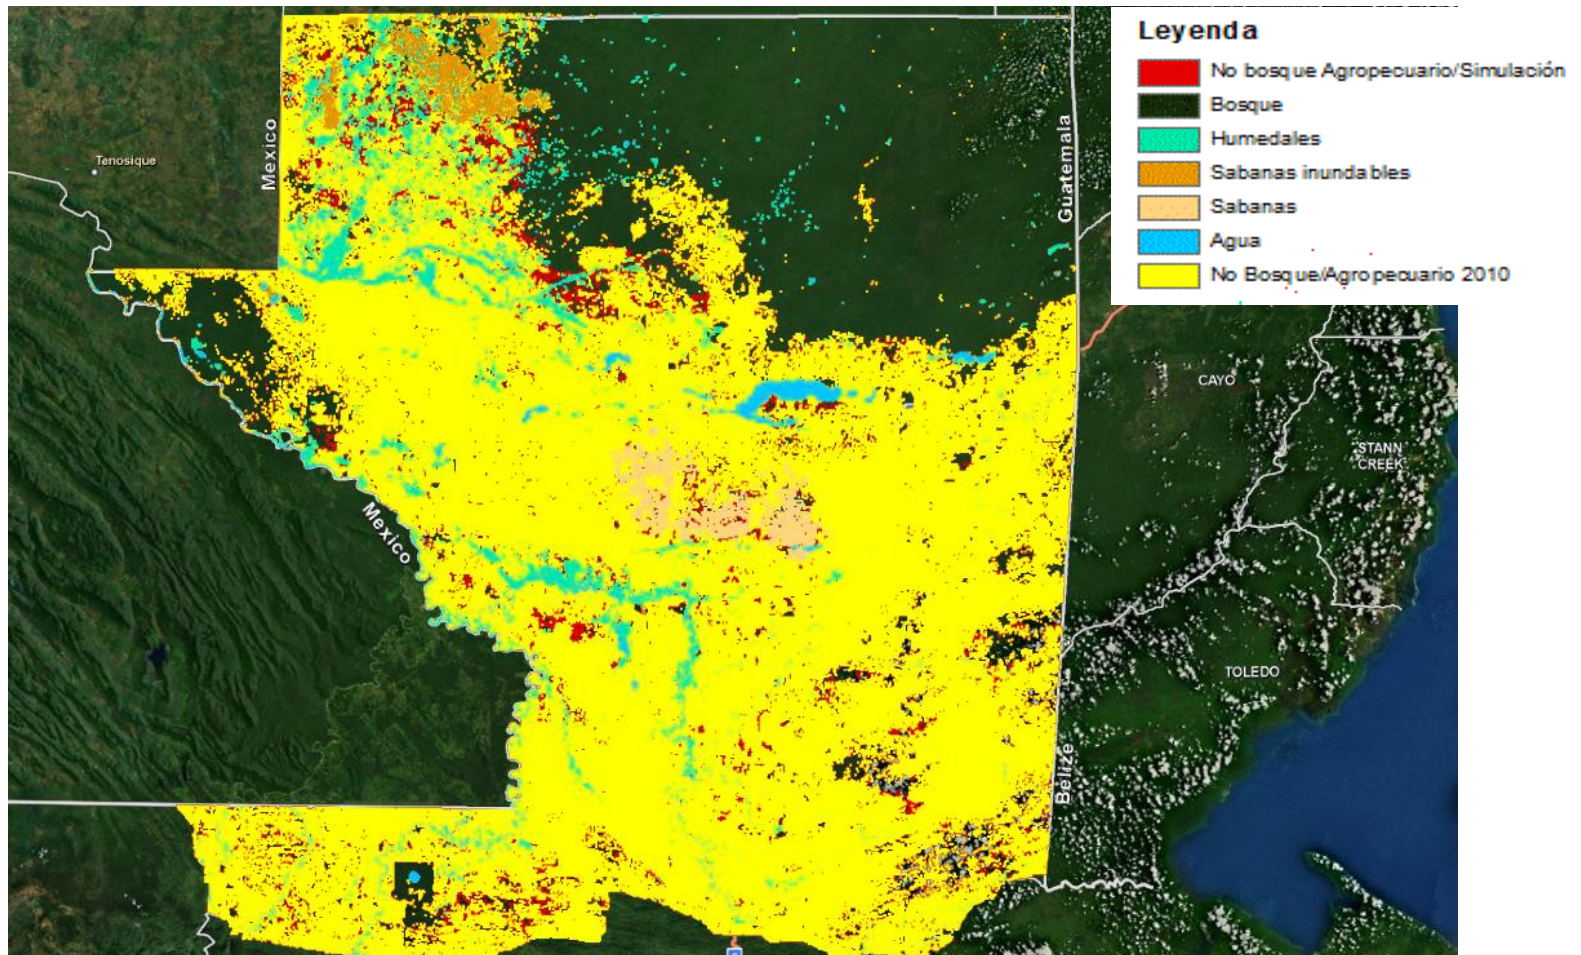 Leyenda
No bosque Agropecuario/Simulación
Bosque
Humedales
Sabanas inundables
Sabanas
Agua
No Bosque/Agropecuario 2010
Tenosique
Mexico
Guatemala
CAYO
STANN
CREEK
Mexico
TOLEDO
Belize